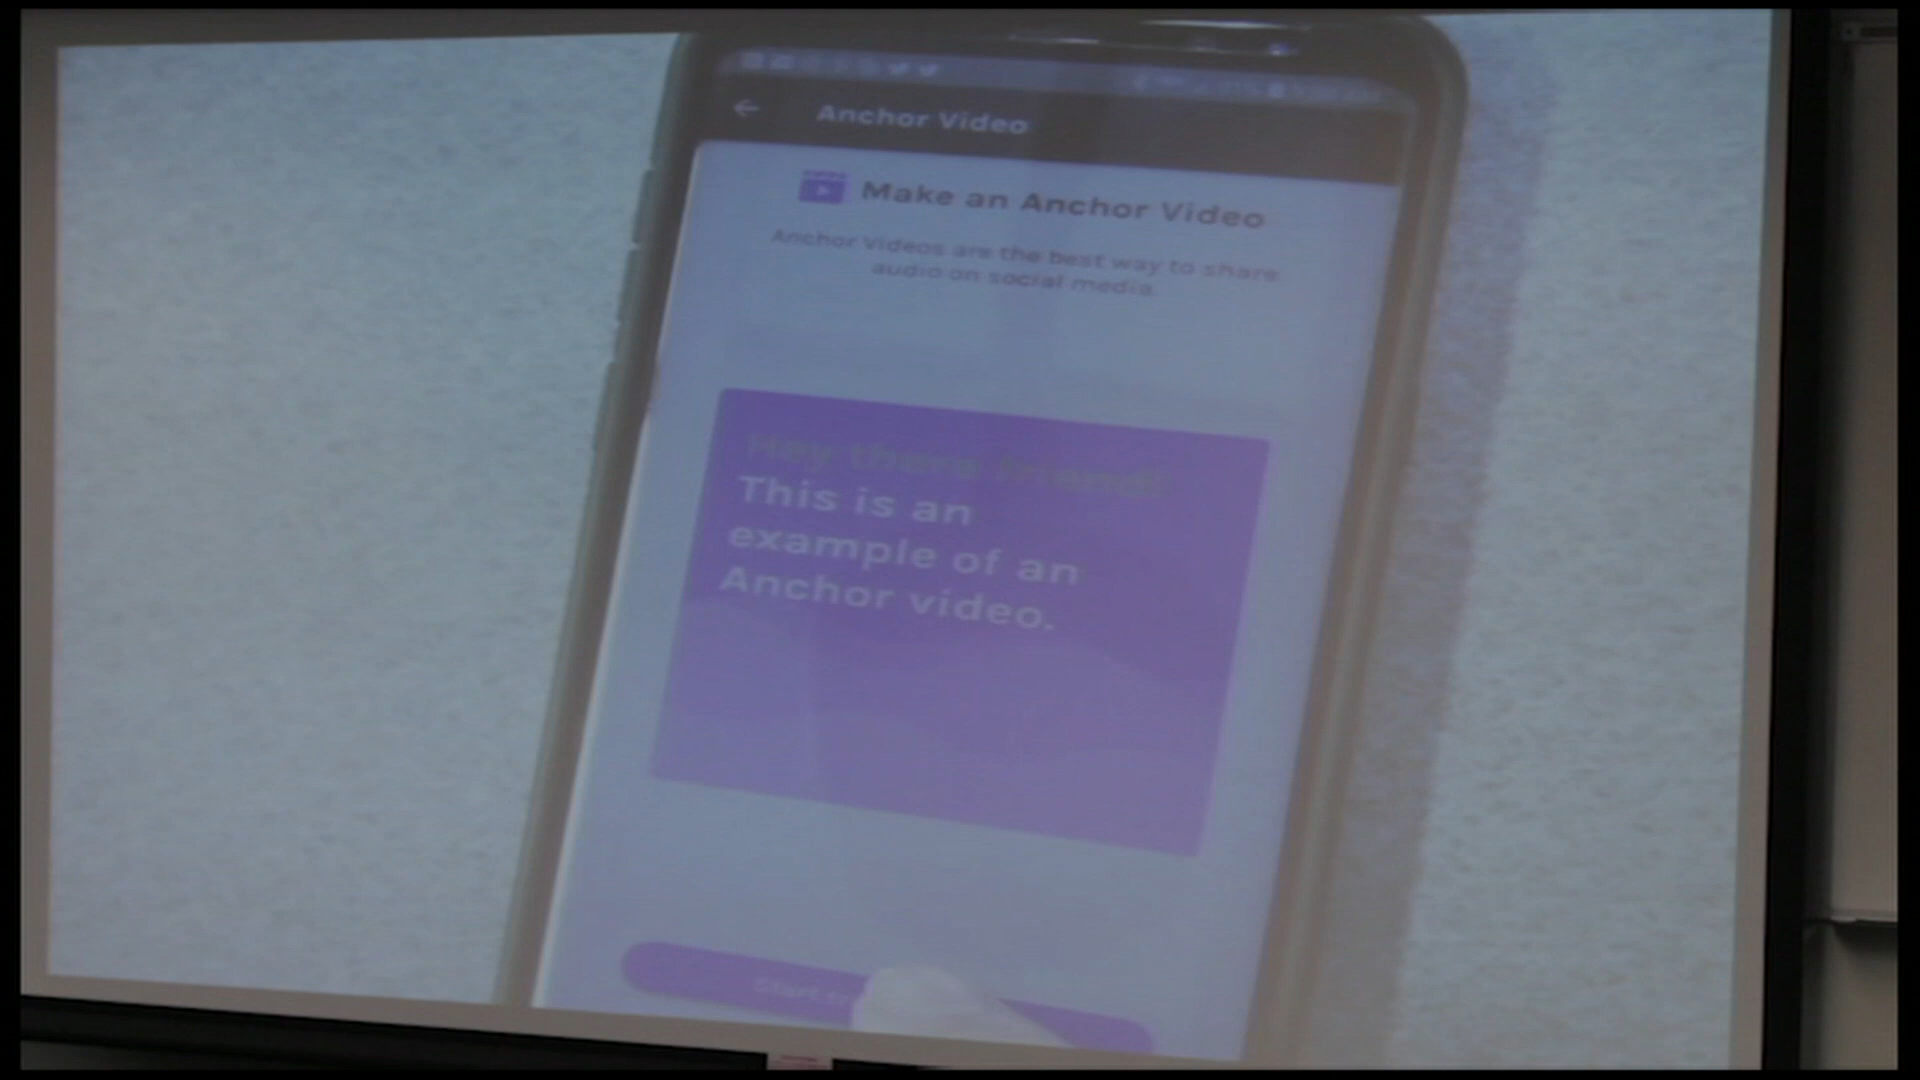 Anchor Video
Make an Anchor Video
Anchor Videos are the best way to share
audio on social media.
Hey there friend!
This is an
example of an
Anchor video.
Start